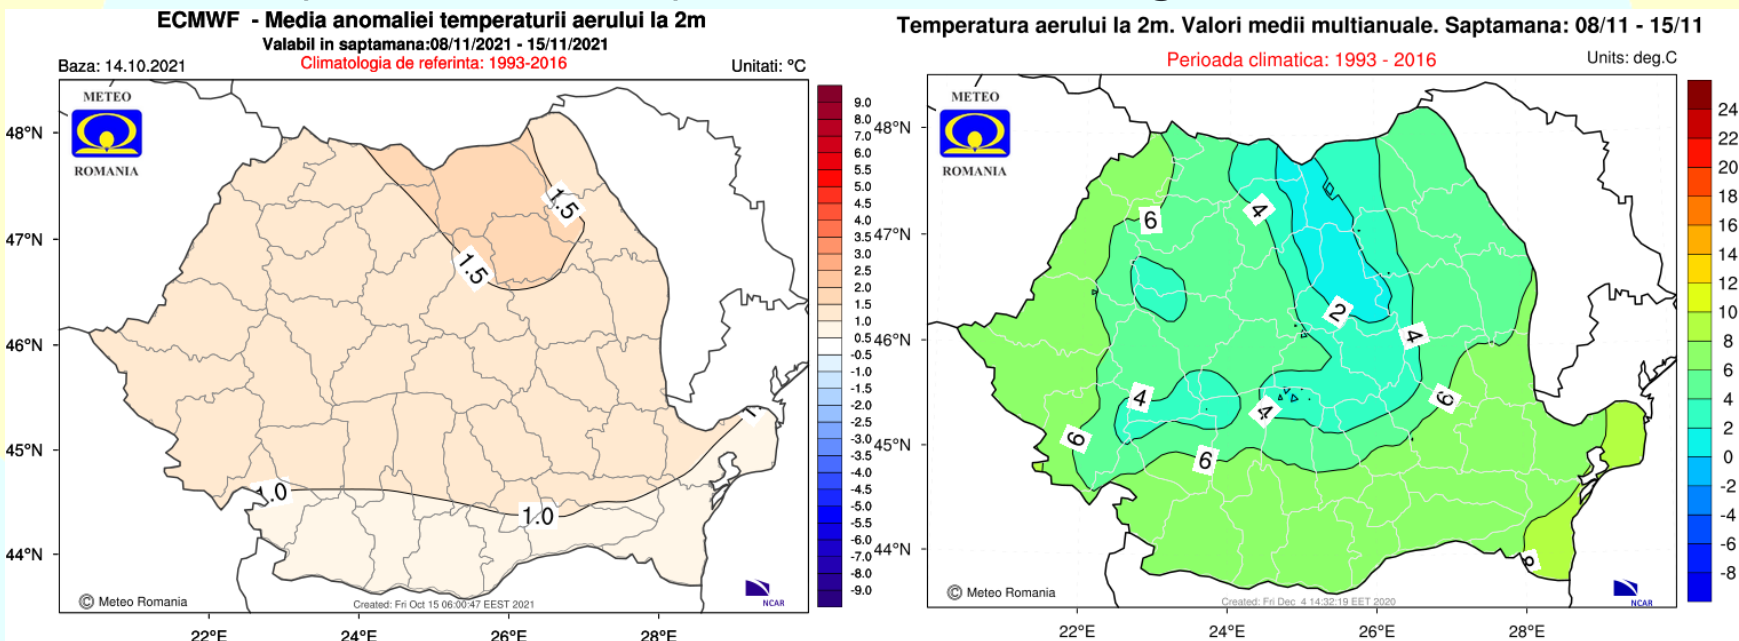 ECMWF - Media anomaliei temperaturii aerului la 2m
Valabil in saptamana:08/11/2021 - 15/11/2021
Baza: 14.10.2021
Climatologia de referinta: 1993-2016
Unitati: ºC
METEO
ROMANIA
48°N
47°N
46°N
45°N
44°N
1.5
1.5
1.0
1.0
1.
9.0
8.0
7.0
6.0
5.5
5.0
4.5
4.0
3.5
3.0
2.5
2.0
1.5
1.0
0.5
-0.5
-1.0
-1.5
-2.0
-2.5
-3.0
-3.5
-4.0
-4.5
-5.0
-5.5
-6.0
-7.0
-8.0
-9.0
© Meteo Romania
Created: Fri Oct 15 06:00:47 EEST 2021
NCAR
22°E
24°E
26°E
28°E
Temperatura aerului la 2m. Valori medii multianuale. Saptamana: 08/11 - 15/11
Perioada climatica: 1993 - 2016
Units: deg.C
METEO
ROMANIA
48°N
47°N
46°N
45°N
44°N
6
4
2
4
4
4
6
6
6
8
24
22
20
18
16
14
12
10
8
6
4
2
0
-2
-4
-6
-8
© Meteo Romania
Created: Fri Dec 4 14:32:19 EET 2020
NCAR
22°E
24°E
26°E
28°E